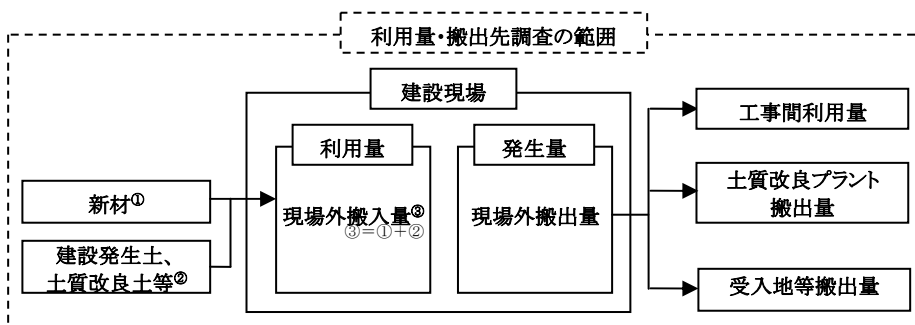 利用量・搬出先調査の範囲
建設現場
利用量
発生量
新材①
建設発生土、
土質改良土等②
現場外搬入量③
③＝①＋②
現場外搬出量
工事間利用量
土質改良プラント
搬出量
受入地等搬出量